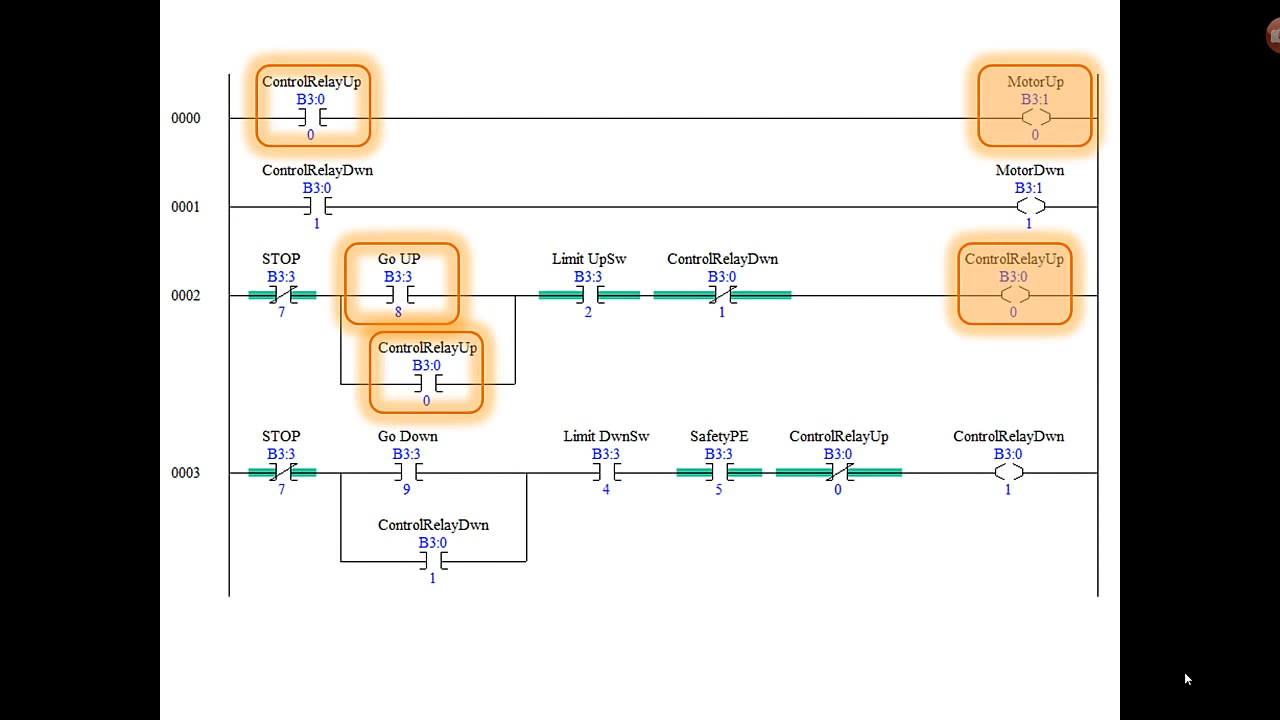 ControlRelayUp MotorUp
B3:0 B3:1
0000
0 0
ControlRelayDwn MotorDwn
B3:0 B3:1
0001
1 1
STOP Go UP Limit UpSw ControlRelayDwn ControlRelayUp
B3:3 B3:3 B3:3 B3:0 B3:0
0002
7 8 2 1 0
ControlRelayUp
B3:0
0
STOP Go Down Limit DwnSw SafetyPE ControlRelayUp ControlRelayDwn
B3:3 B3:3 B3:3 B3:3 B3:0 B3:0
0003
7 9 4 5 0 1
ControlRelayDwn
B3:0
1